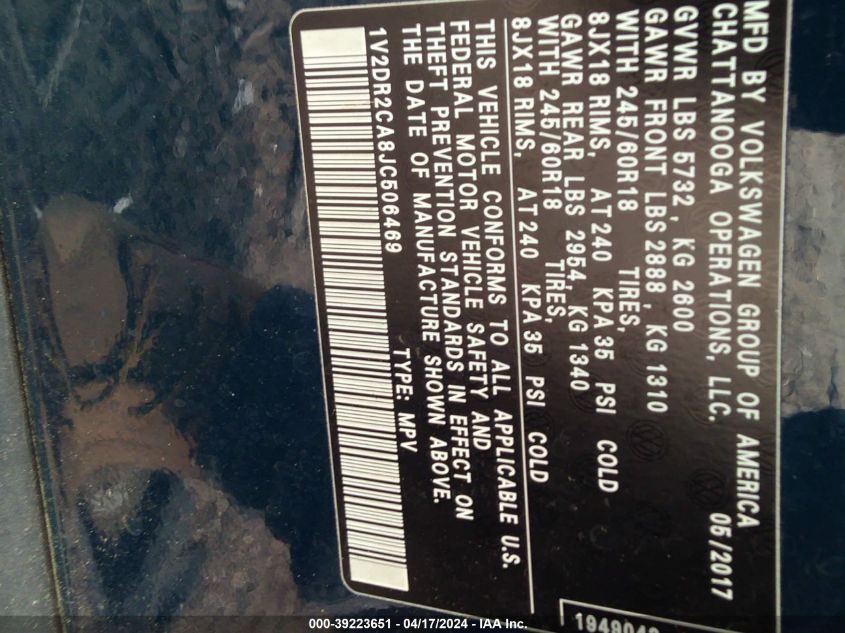 MFD BY VOLKSWAGEN GROUP OF AMERICA
CHATTANOOGA OPERATIONS, LLC. 05/2017
GVWR LBS 5732, KG 2600
GAWR FRONT LBS 2888, KG 1310
WITH 245/60R18 TIRES,
8JX18 RIMS, AT 240 KPA 35 PSI COLD
GAWR REAR LBS 2954, KG 1340
WITH 245/60R18 TIRES,
8JX18 RIMS, AT 240 KPA 35 PSI COLD
THIS VEHICLE CONFORMS TO ALL APPLICABLE U.S.
FEDERAL MOTOR VEHICLE SAFETY AND
THEFT PREVENTION STANDARDS IN EFFECT ON
THE DATE OF MANUFACTURE SHOWN ABOVE.
1V2DR2CA8JC506469 TYPE: MPV
000-39223651 - 04/17/2024 - IAA Inc.